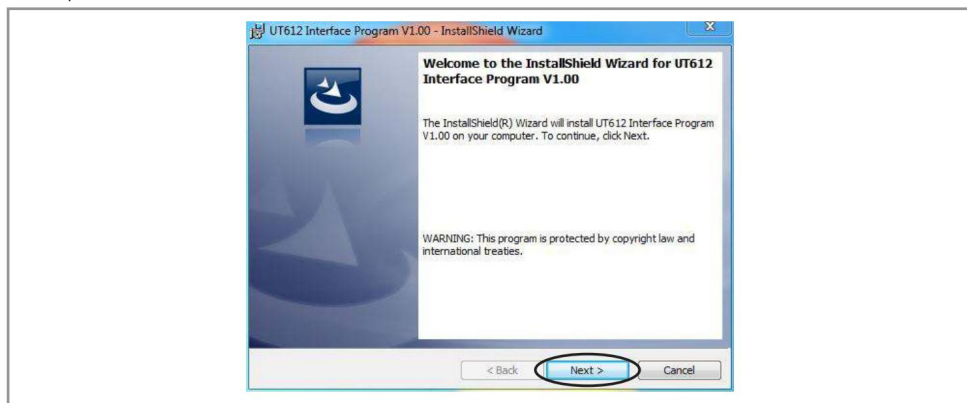 UT612 Interface Program V1.00 - InstallShield Wizard
Welcome to the InstallShield Wizard for UT612
Interface Program V1.00
The InstallShield(R) Wizard will install UT612 Interface Program
V1.00 on your computer. To continue, click Next.
WARNING: This program is protected by copyright law and
international treaties.
< Back Next > Cancel